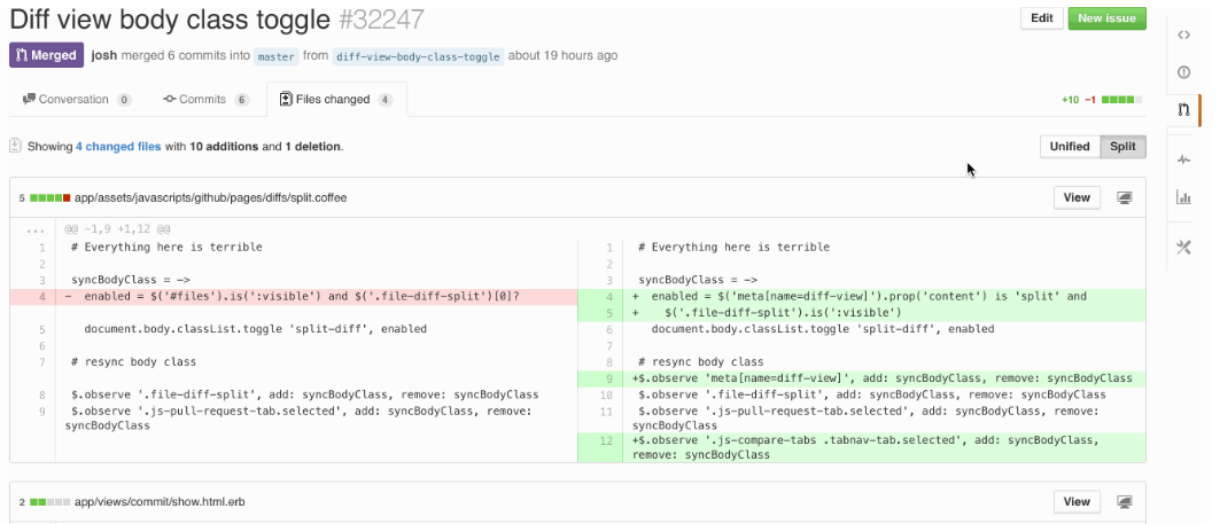 Diff view body class toggle #32247
Edit
New issue
Merged josh merged 6 commits into master from diff-view-body-class-toggle about 19 hours ago
Conversation 0
Commits 6
Files changed 4
+10 −1
Showing 4 changed files with 10 additions and 1 deletion.
Unified
Split
5 app/assets/javascripts/github/pages/diffs/split.coffee
View
... @@ -1,9 +1,12 @@
1 # Everything here is terrible
2
3 syncBodyClass = ->
4 - enabled = $('#files').is(':visible') and $('.file-diff-split')[0]?
5 document.body.classList.toggle 'split-diff', enabled
6
7 # resync body class
8 $.observe '.file-diff-split', add: syncBodyClass, remove: syncBodyClass
9 $.observe '.js-pull-request-tab.selected', add: syncBodyClass, remove:
syncBodyClass
1 # Everything here is terrible
2
3 syncBodyClass = ->
4 + enabled = $('meta[name=diff-view]').prop('content') is 'split' and
5 + $('.file-diff-split').is(':visible')
6 document.body.classList.toggle 'split-diff', enabled
7
8 # resync body class
9 +$.observe 'meta[name=diff-view]', add: syncBodyClass, remove: syncBodyClass
10 $.observe '.file-diff-split', add: syncBodyClass, remove: syncBodyClass
11 $.observe '.js-pull-request-tab.selected', add: syncBodyClass, remove:
syncBodyClass
12 +$.observe '.js-compare-tabs .tabnav-tab.selected', add: syncBodyClass,
remove: syncBodyClass
2 app/views/commit/show.html.erb
View